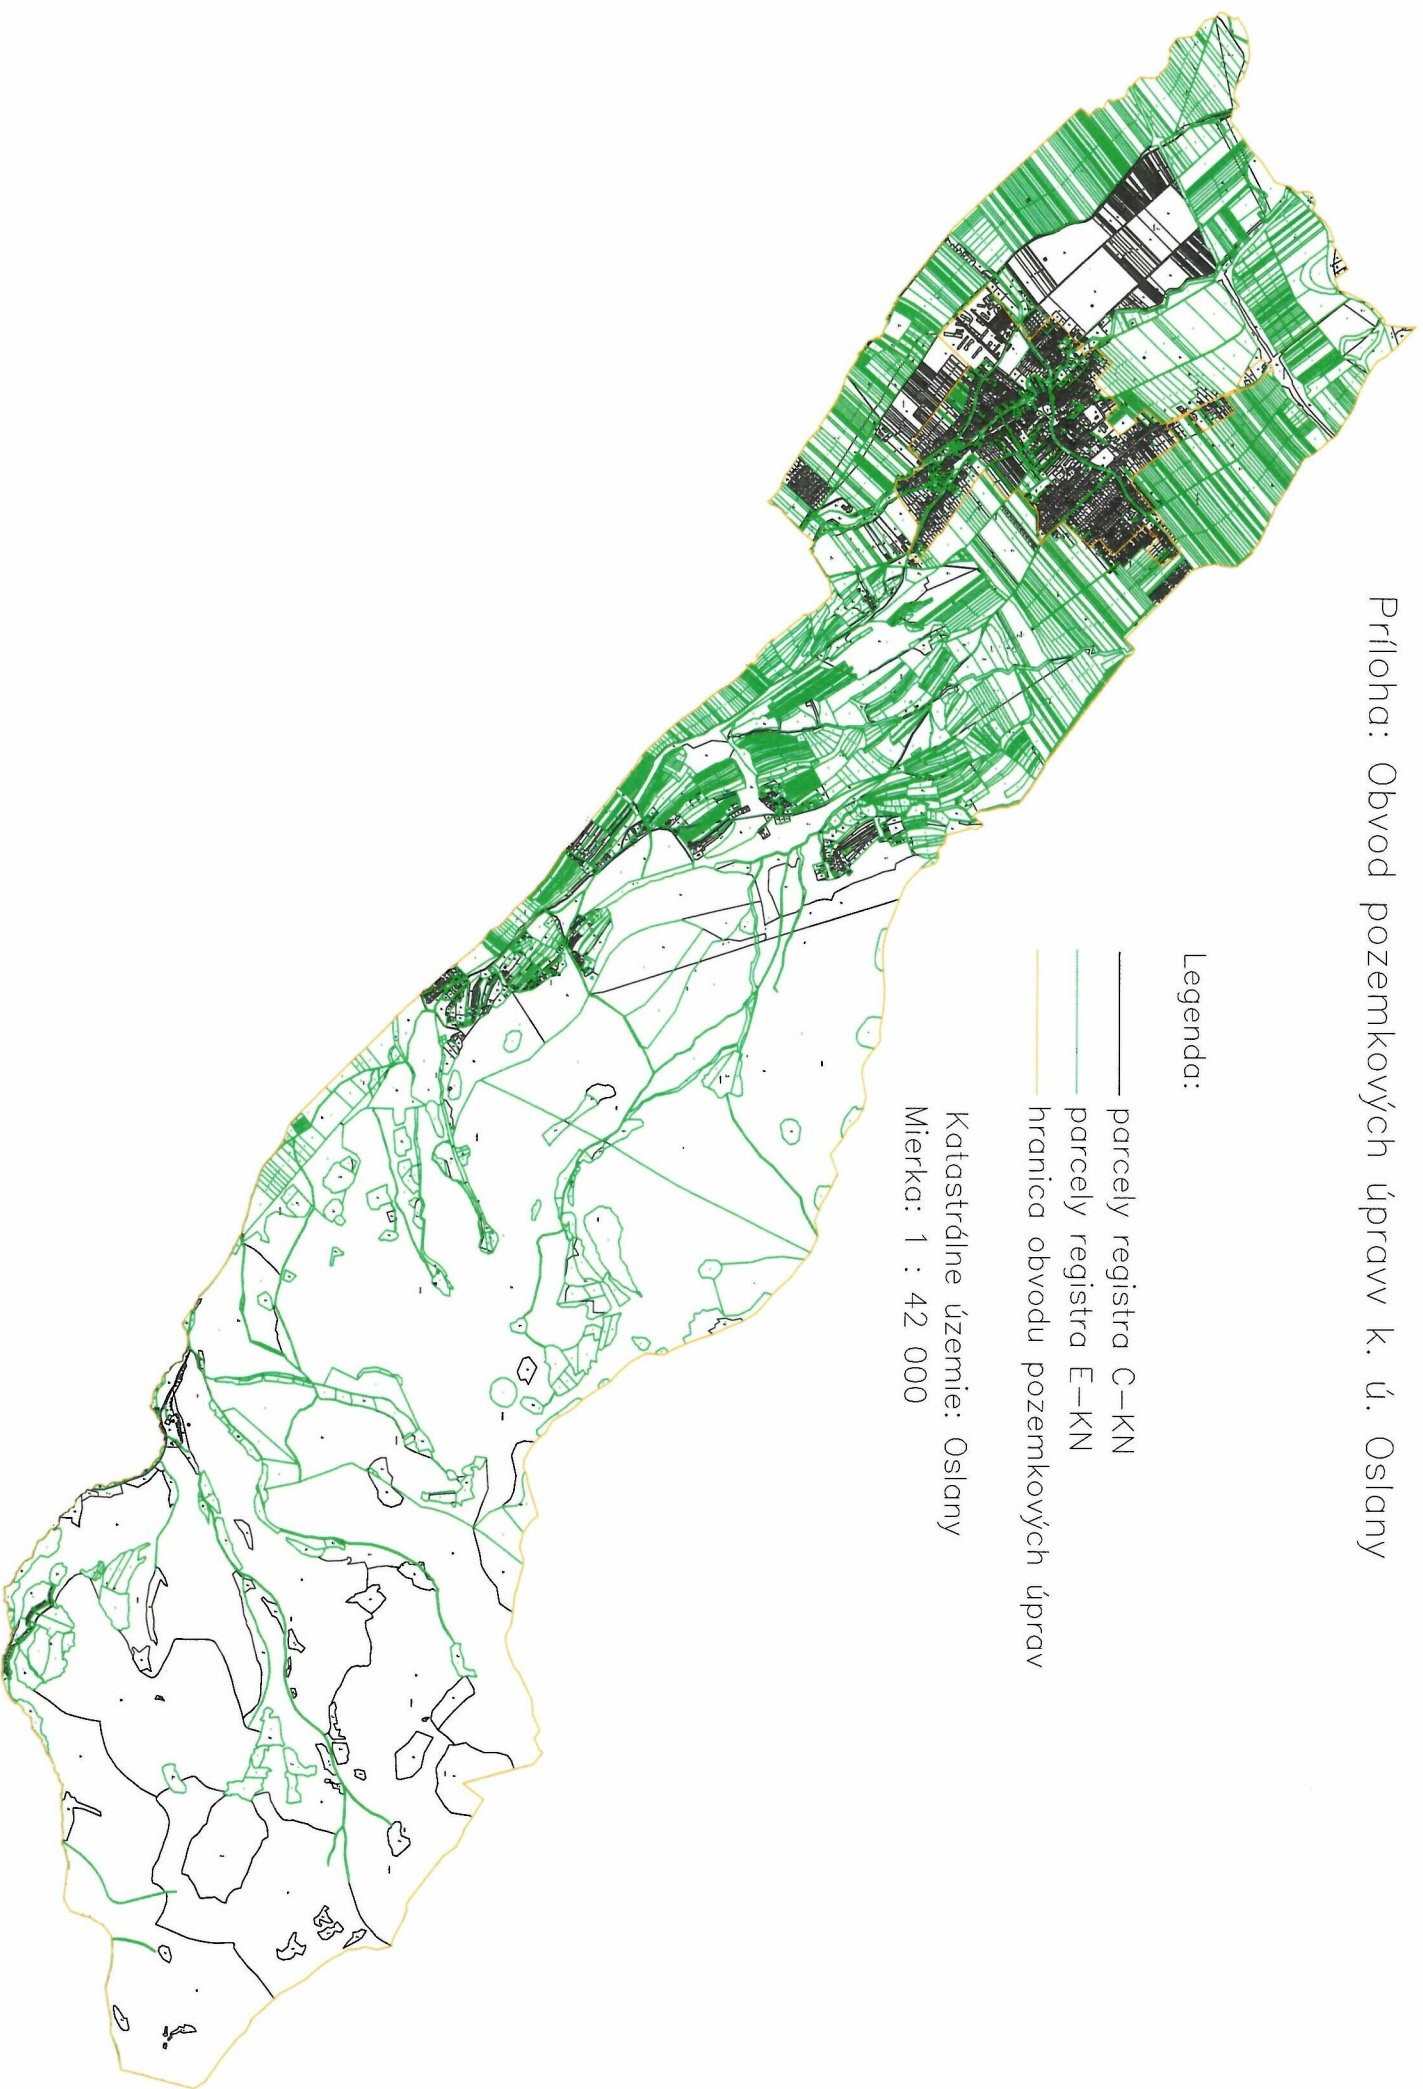 Príloha: Obvod pozemkových úpravv k. ú. Oslany
Legenda:
parcely registra C-KN
parcely registra E-KN
hranica obvodu pozemkových úprav
Katastrálne územie: Oslany
Mierka: 1 : 42 000